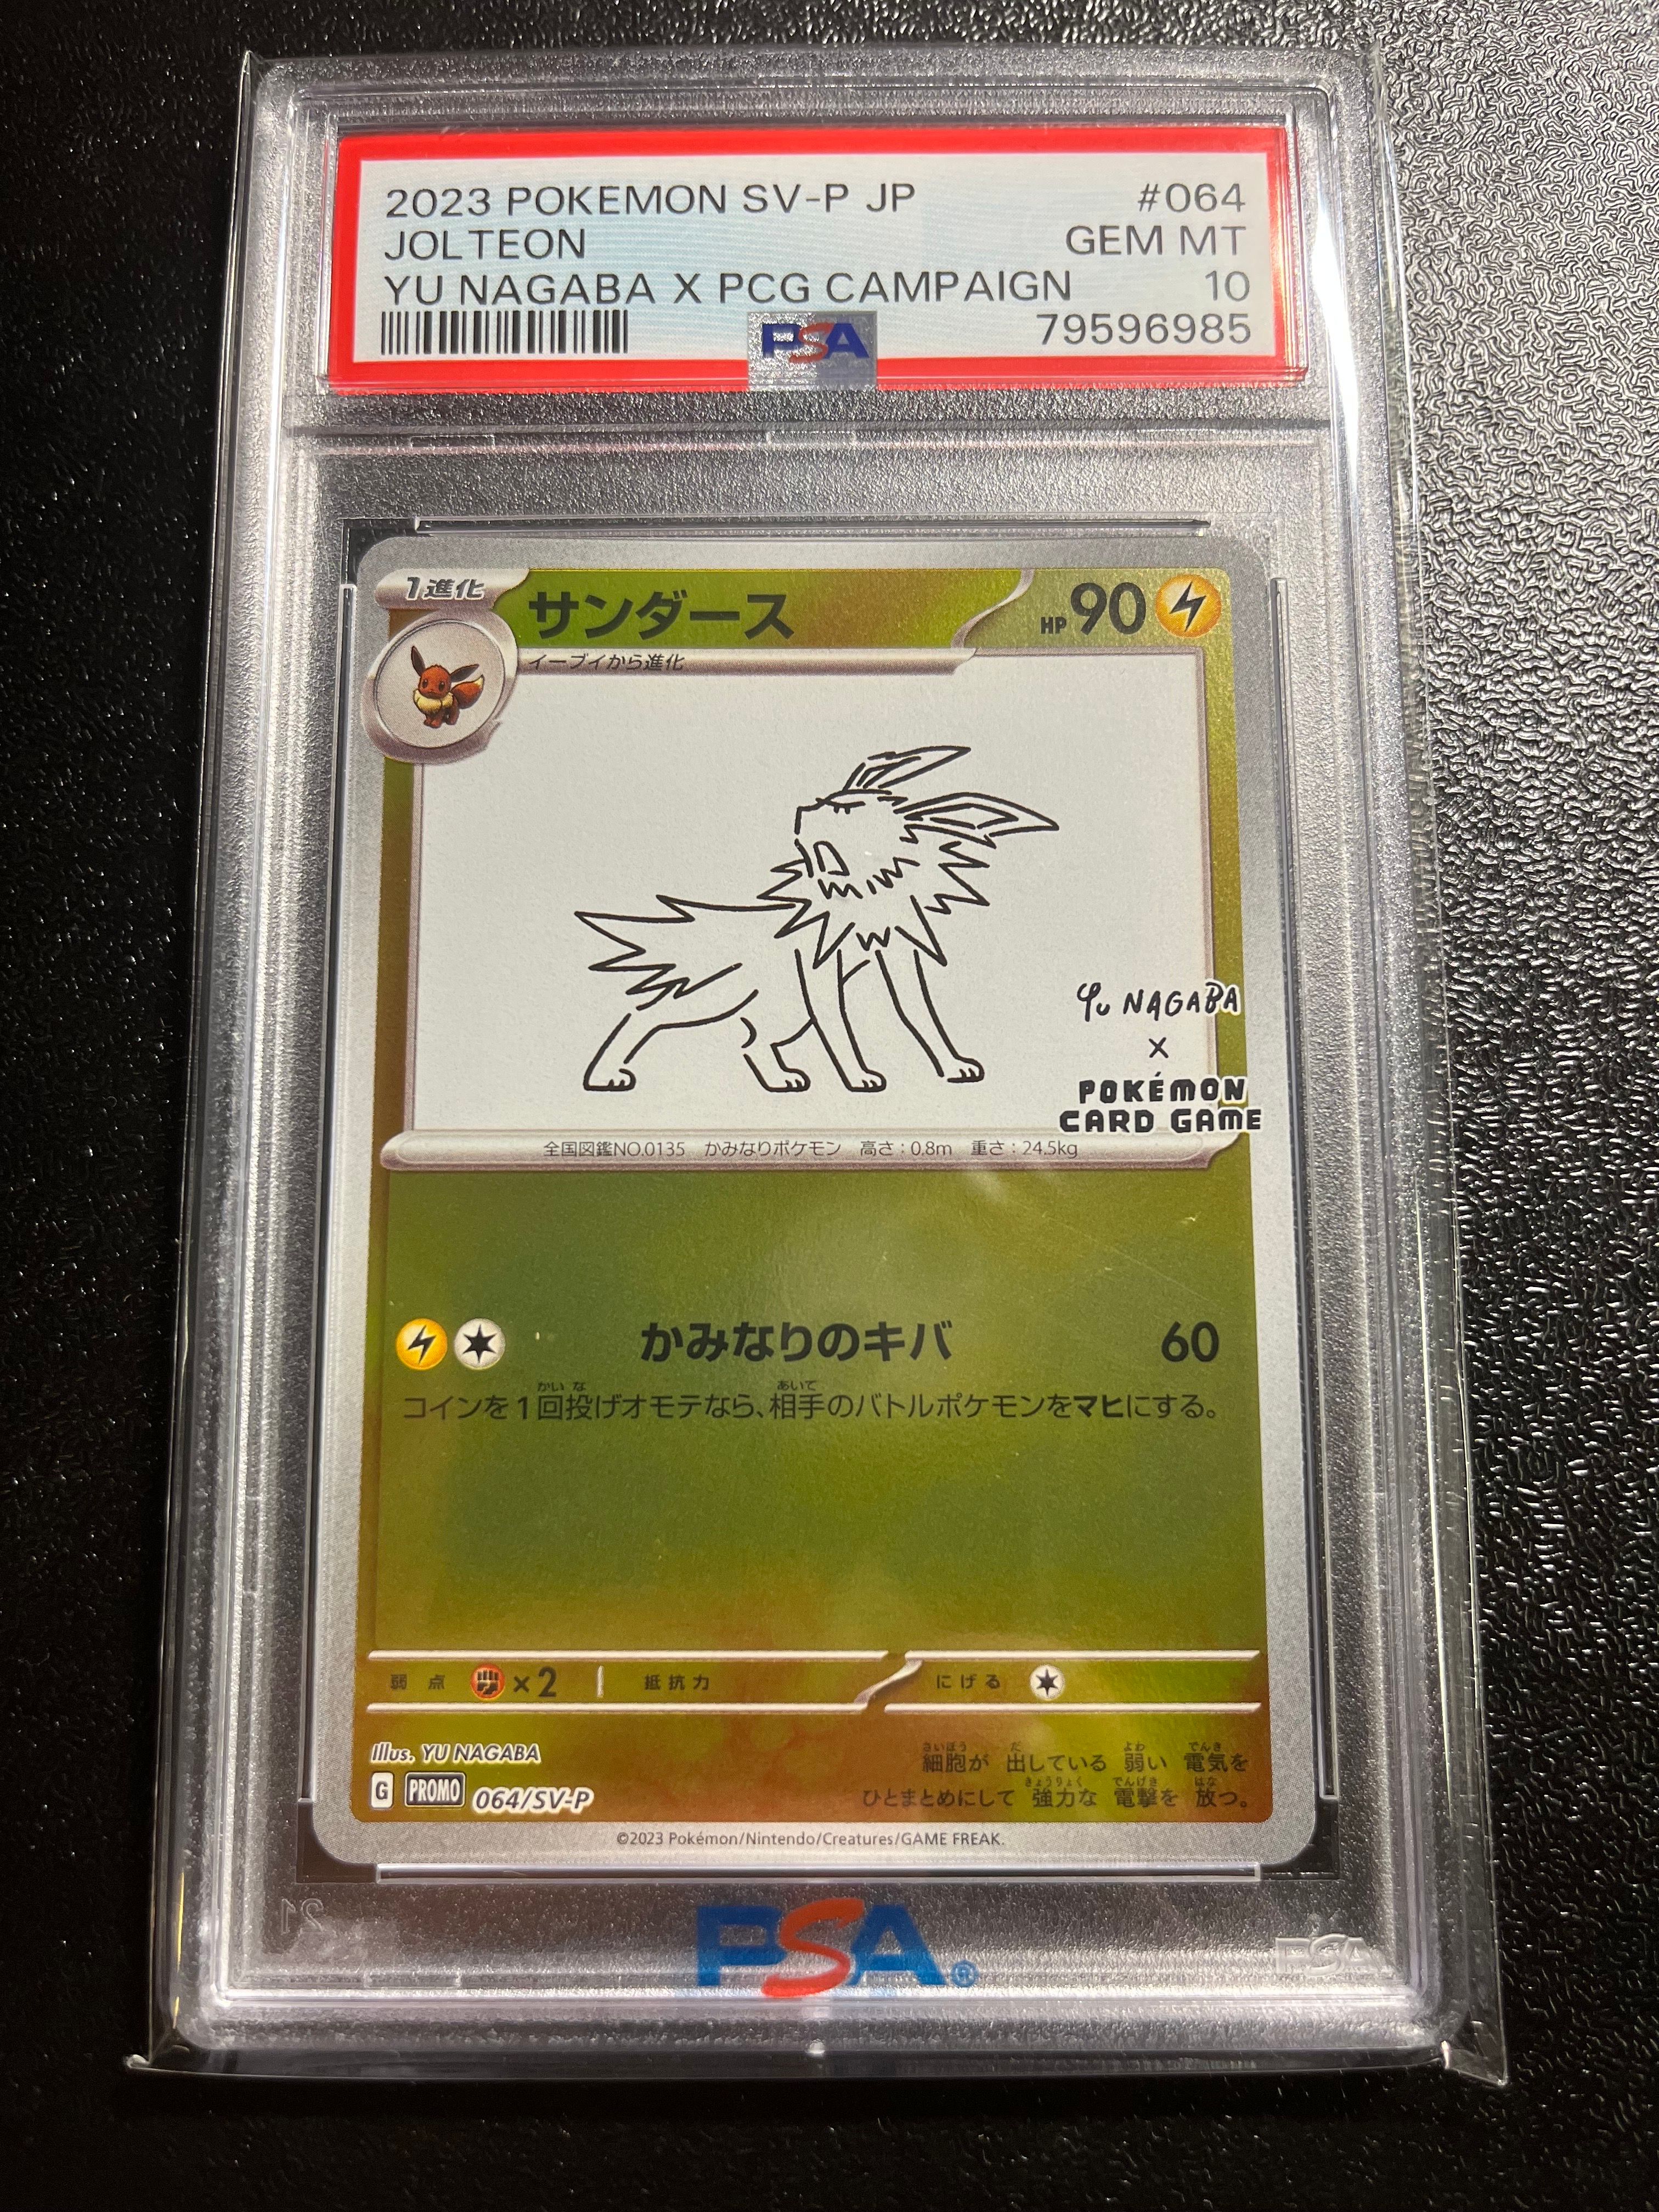 2023 POKEMON SV-P JP #064
JOLTEON GEM MT
YU NAGABA X PCG CAMPAIGN 10
79596985
PSA
1進化
サンダース
HP 90
イーブイから進化
Yu NAGABA
×
POKÉMON
CARD GAME
全国図鑑NO.0135 かみなりポケモン 高さ:0.8m 重さ:24.5kg
かみなりのキバ 60
コインを1回投げオモテなら、相手のバトルポケモンをマヒにする。
弱点 ×2 抵抗力 にげる
Illus. YU NAGABA
G PROMO 064/SV-P
細胞が 出している 弱い 電気を
ひとまとめにして 強力な 電撃を 放つ。
©2023 Pokémon/Nintendo/Creatures/GAME FREAK.
PSA®
PSA